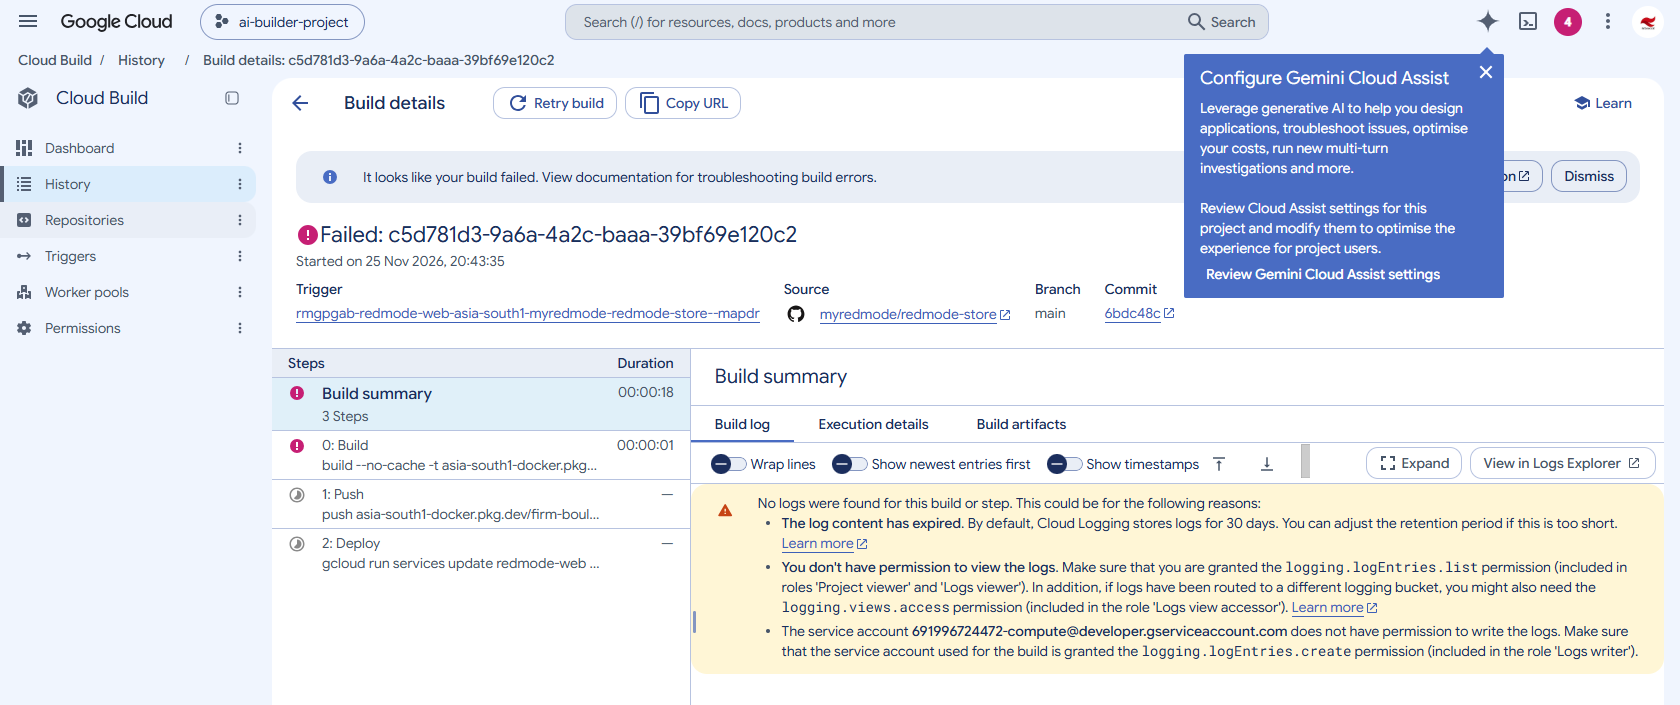 Google Cloud
ai-builder-project
Search (/) for resources, docs, products and more
Search
4
Cloud Build / History / Build details: c5d781d3-9a6a-4a2c-baaa-39bf69e120c2
Cloud Build
Dashboard
History
Repositories
Triggers
Worker pools
Permissions
Build details
Retry build
Copy URL
Learn
It looks like your build failed. View documentation for troubleshooting build errors.
on
Dismiss
Configure Gemini Cloud Assist
Leverage generative AI to help you design
applications, troubleshoot issues, optimise
your costs, run new multi-turn
investigations and more.
Review Cloud Assist settings for this
project and modify them to optimise the
experience for project users.
Review Gemini Cloud Assist settings
Failed: c5d781d3-9a6a-4a2c-baaa-39bf69e120c2
Started on 25 Nov 2026, 20:43:35
Trigger
rmgpgab-redmode-web-asia-south1-myredmode-redmode-store--mapdr
Source
myredmode/redmode-store
Branch
main
Commit
6bdc48c
Steps Duration
Build summary 00:00:18
3 Steps
0: Build 00:00:01
build --no-cache -t asia-south1-docker.pkg...
1: Push —
push asia-south1-docker.pkg.dev/firm-boul...
2: Deploy —
gcloud run services update redmode-web ...
Build summary
Build log Execution details Build artifacts
Wrap lines Show newest entries first Show timestamps Expand View in Logs Explorer
No logs were found for this build or step. This could be for the following reasons:
• The log content has expired. By default, Cloud Logging stores logs for 30 days. You can adjust the retention period if this is too short.
Learn more
• You don't have permission to view the logs. Make sure that you are granted the logging.logEntries.list permission (included in
roles 'Project viewer' and 'Logs viewer'). In addition, if logs have been routed to a different logging bucket, you might also need the
logging.views.access permission (included in the role 'Logs view accessor'). Learn more
• The service account 691996724472-compute@developer.gserviceaccount.com does not have permission to write the logs. Make sure
that the service account used for the build is granted the logging.logEntries.create permission (included in the role 'Logs writer').